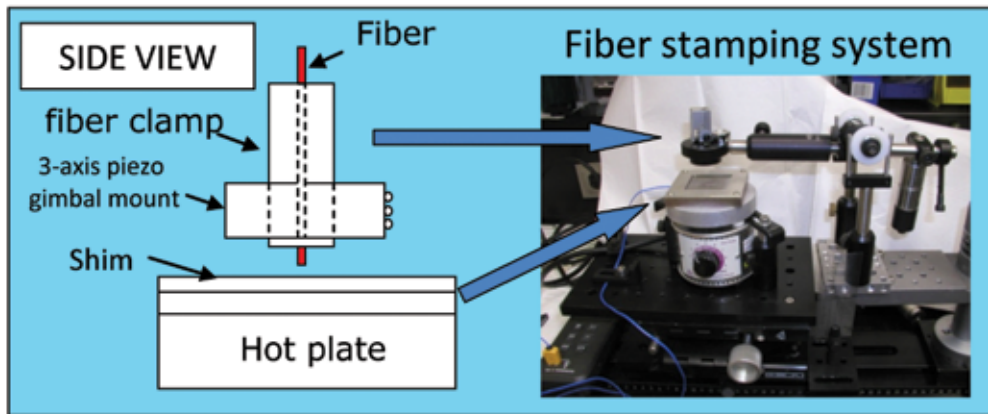 SIDE VIEW
Fiber
Fiber stamping system
fiber clamp
3-axis piezo
gimbal mount
Shim
Hot plate